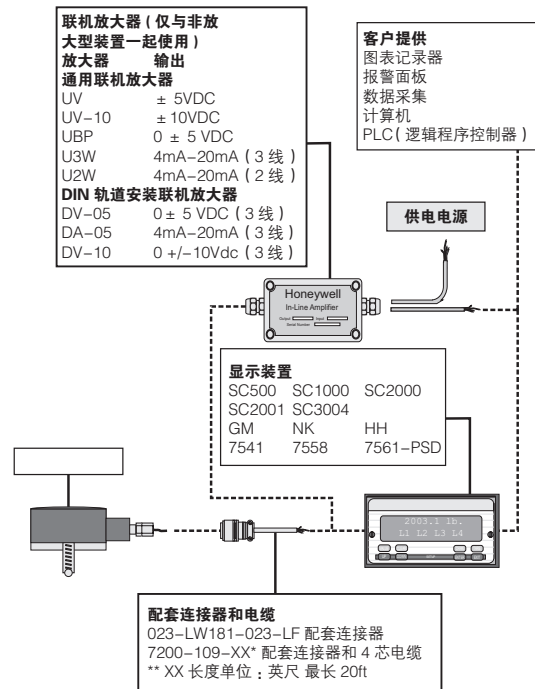 联机放大器(仅与非放
大型装置一起使用)
放大器 输出
通用联机放大器
UV ± 5VDC
UV-10 ± 10VDC
UBP 0 ± 5 VDC
U3W 4mA-20mA(3 线)
U2W 4mA-20mA(2 线)
DIN 轨道安装联机放大器
DV-05 0± 5 VDC(3 线)
DA-05 4mA-20mA(3 线)
DV-10 0 +/-10Vdc(3 线)
客户提供
图表记录器
报警面板
数据采集
计算机
PLC(逻辑程序控制器)
供电电源
Honeywell
In-Line Amplifier
Output Input
Serial Number
显示装置
SC500 SC1000 SC2000
SC2001 SC3004
GM NK HH
7541 7558 7561-PSD
2003.1 lb.
L1 L2 L3 L4
配套连接器和电缆
023-LW181-023-LF 配套连接器
7200-109-XX* 配套连接器和 4 芯电缆
** XX 长度单位:英尺 最长 20ft